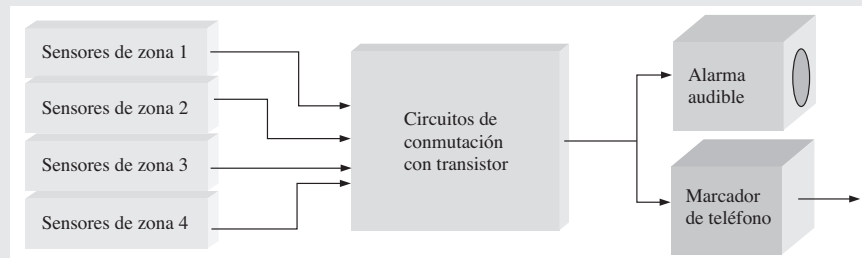 Sensores de zona 1
Sensores de zona 2
Sensores de zona 3
Sensores de zona 4
Circuitos de
conmutación
con transistor
Alarma
audible
Marcador
de teléfono